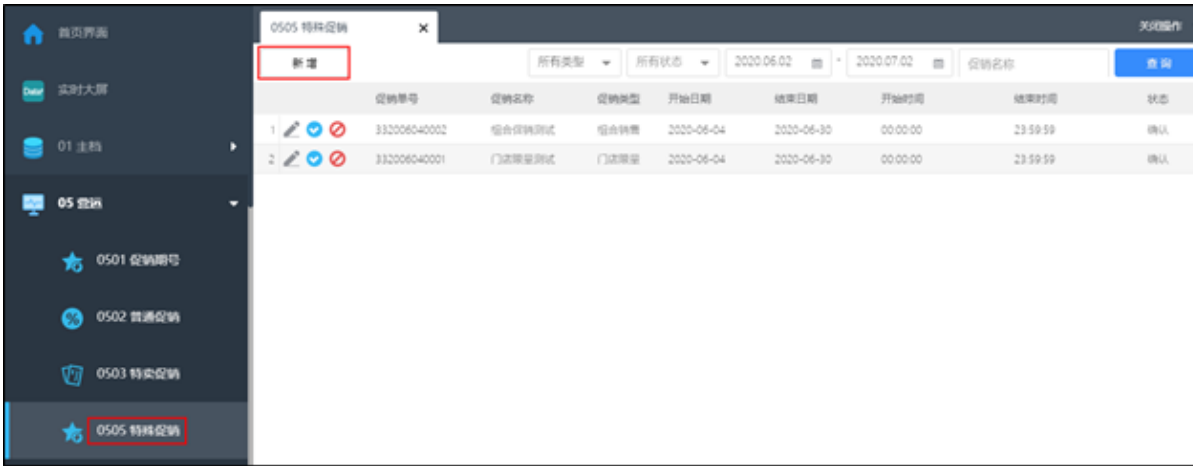 首页界面
实时大屏
01 主档
05 营运
0501 促销期号
0502 普通促销
0503 特卖促销
0505 特殊促销
0505 特殊促销 × 关闭操作
新增 所有类型 所有状态 2020.06.02 - 2020.07.02 促销名称 查询
促销单号 促销名称 促销类型 开始日期 结束日期 开始时间 结束时间 状态
1 332006040002 组合促销测试 组合销售 2020-06-04 2020-06-30 00:00:00 23:59:59 确认
2 332006040001 门店限量测试 门店限量 2020-06-04 2020-06-30 00:00:00 23:59:59 确认